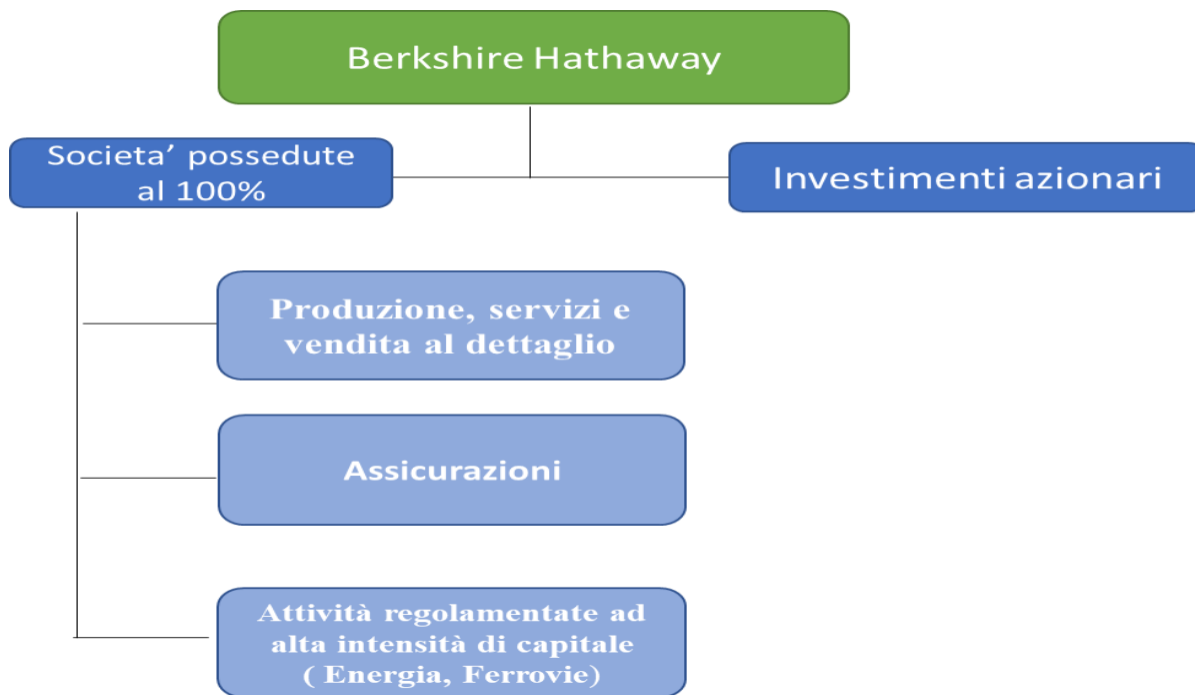 Berkshire Hathaway
Societa’ possedute
al 100%
Investimenti azionari
Produzione, servizi e
vendita al dettaglio
Assicurazioni
Attività regolamentate ad
alta intensità di capitale
( Energia, Ferrovie)